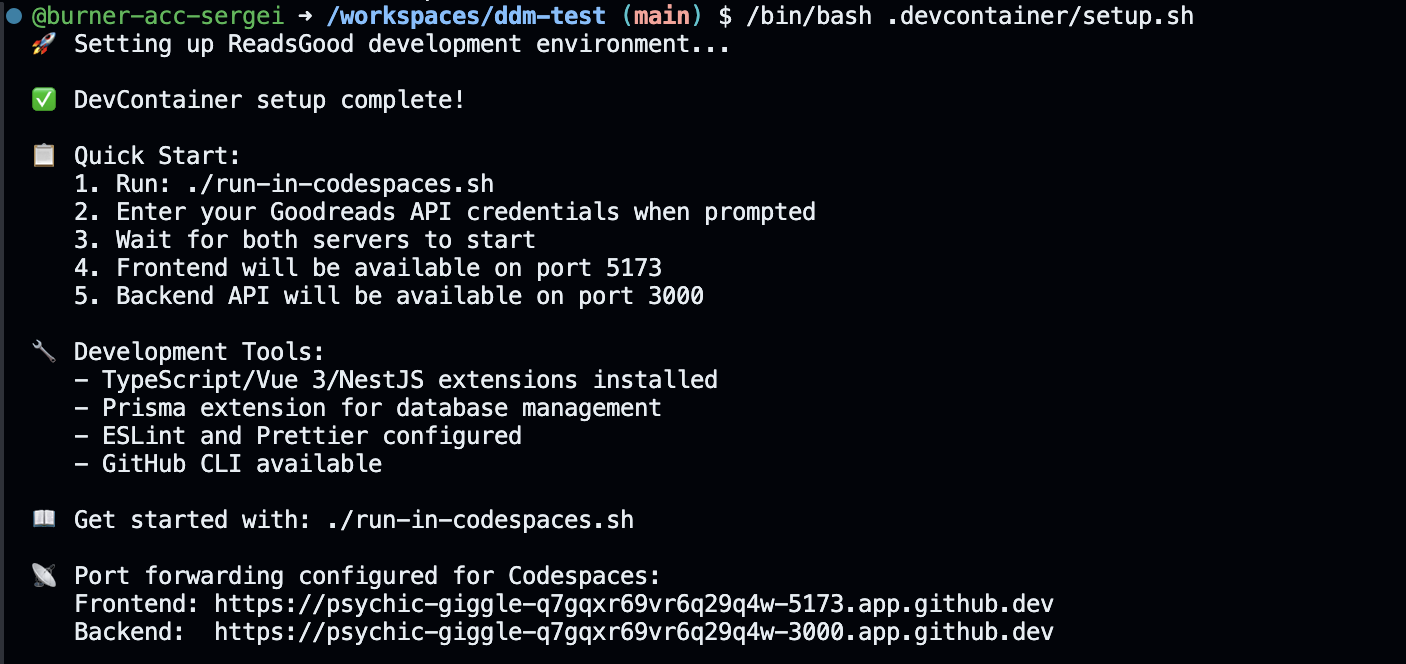 @burner-acc-sergei ➜ /workspaces/ddm-test (main) $ /bin/bash .devcontainer/setup.sh
🚀 Setting up ReadsGood development environment...
✅ DevContainer setup complete!
📋 Quick Start:
1. Run: ./run-in-codespaces.sh
2. Enter your Goodreads API credentials when prompted
3. Wait for both servers to start
4. Frontend will be available on port 5173
5. Backend API will be available on port 3000
🔧 Development Tools:
- TypeScript/Vue 3/NestJS extensions installed
- Prisma extension for database management
- ESLint and Prettier configured
- GitHub CLI available
📖 Get started with: ./run-in-codespaces.sh
📡 Port forwarding configured for Codespaces:
Frontend: https://psychic-giggle-q7gqxr69vr6q29q4w-5173.app.github.dev
Backend:  https://psychic-giggle-q7gqxr69vr6q29q4w-3000.app.github.dev